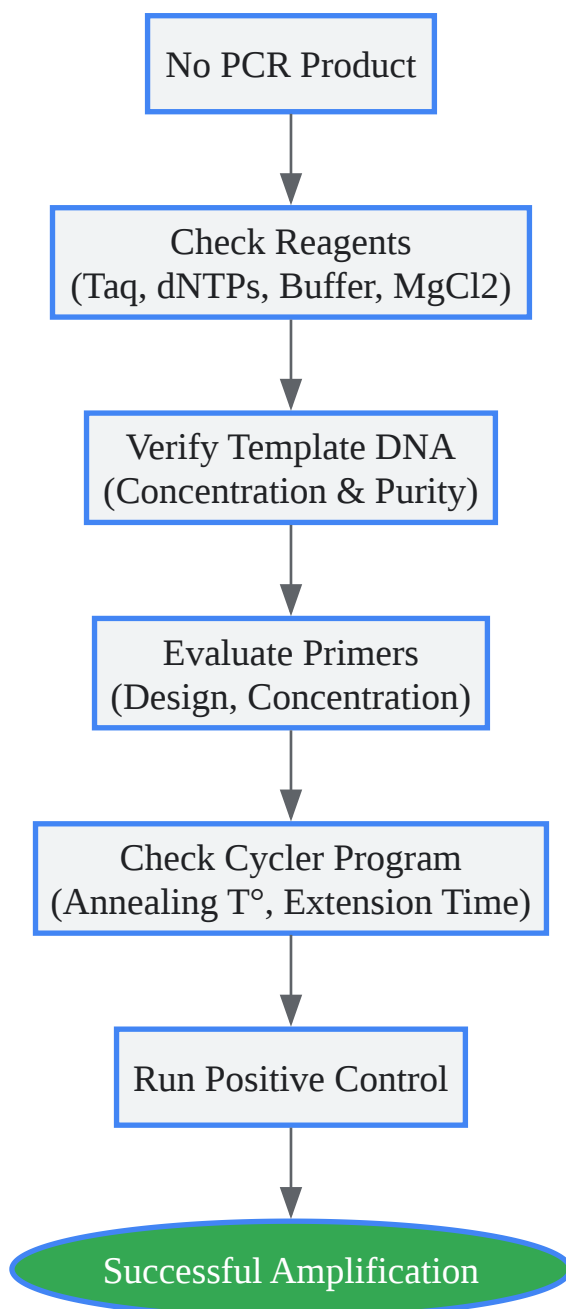 No PCR Product
Check Reagents
(Taq, dNTPs, Buffer, MgCl2)
Verify Template DNA
(Concentration & Purity)
Evaluate Primers
(Design, Concentration)
Check Cycler Program
(Annealing T°, Extension Time)
Run Positive Control
Successful Amplification